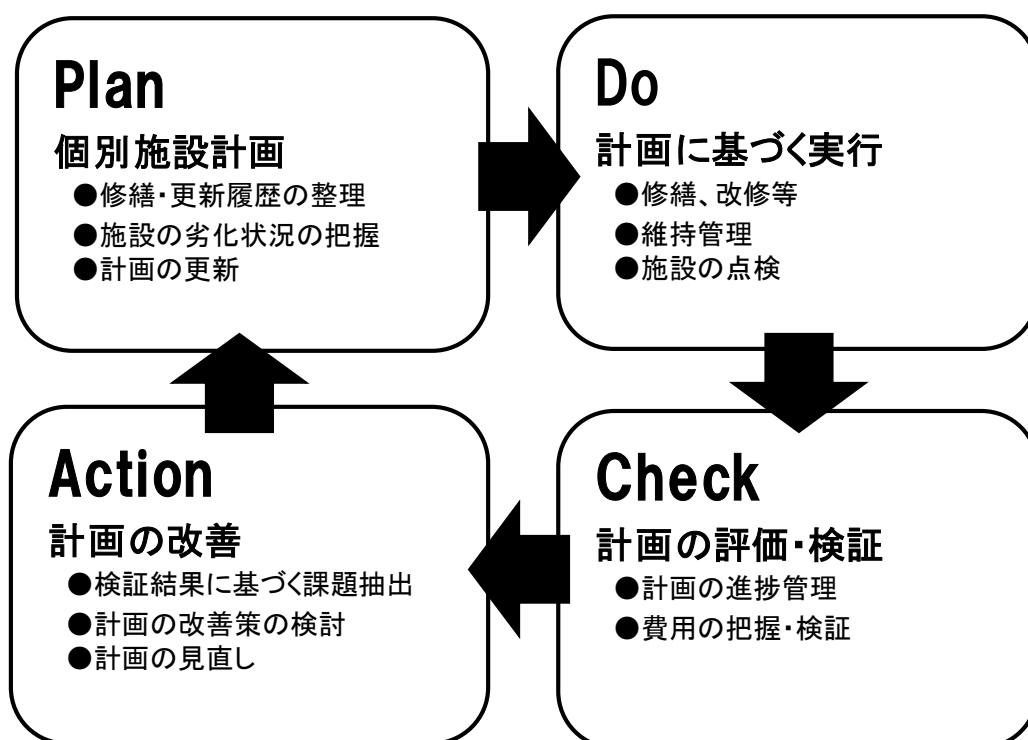 Plan
個別施設計画
●修繕・更新履歴の整理
●施設の劣化状況の把握
●計画の更新
Do
計画に基づく実行
●修繕、改修等
●維持管理
●施設の点検
Action
計画の改善
●検証結果に基づく課題抽出
●計画の改善策の検討
●計画の見直し
Check
計画の評価・検証
●計画の進捗管理
●費用の把握・検証